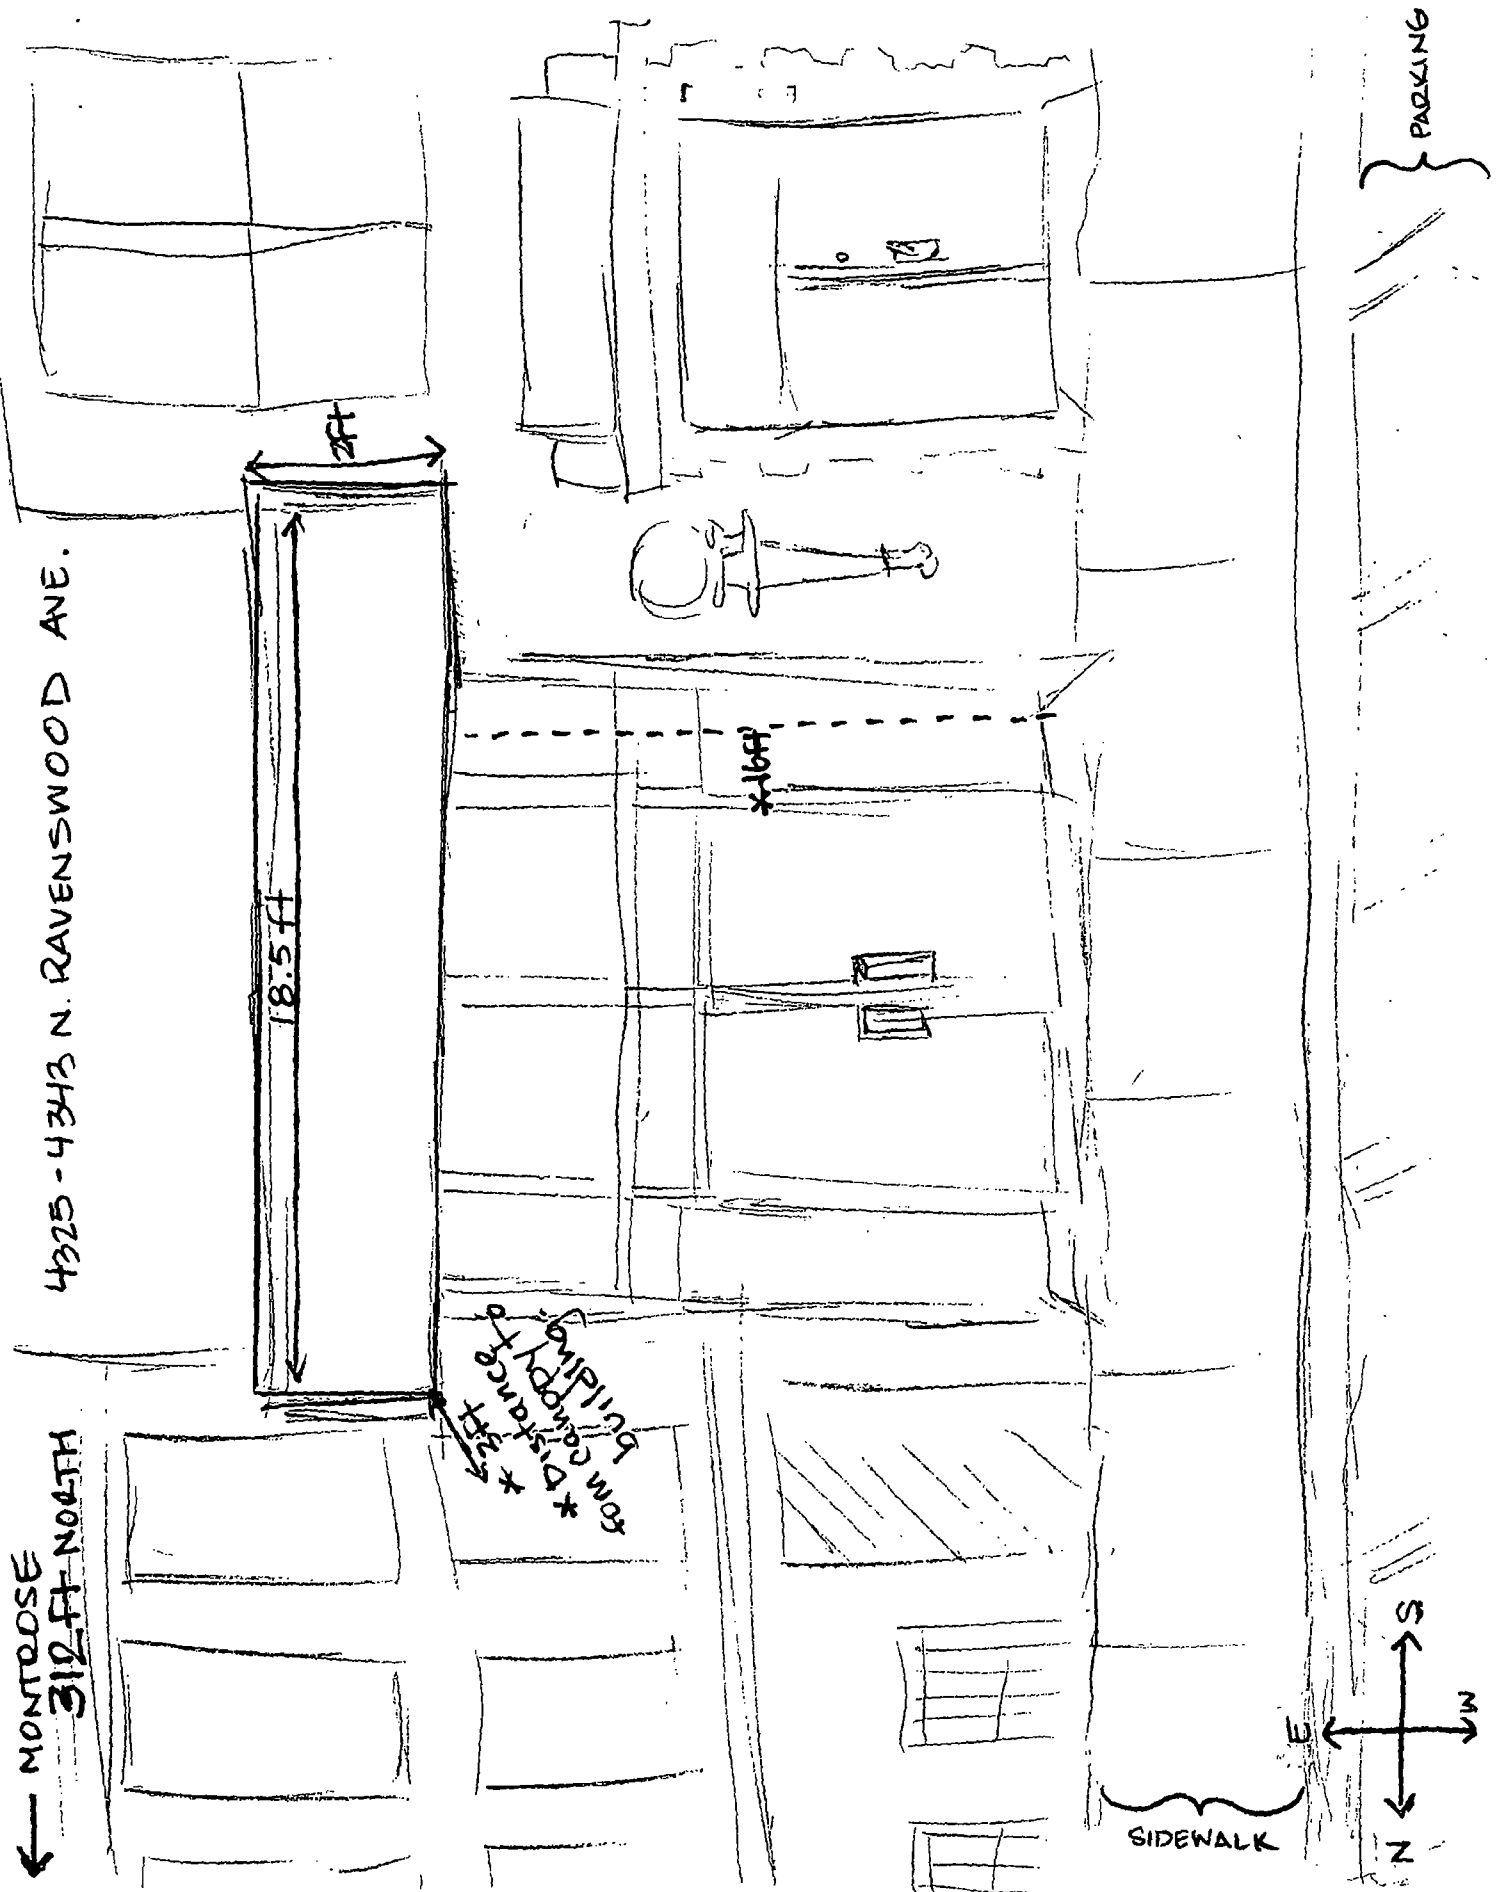 ← MONTROSE
312 ft NORTH
4325-4343 N. RAVENSWOOD AVE.
18.5 ft
2ft
* 3ft
* Distance
from canopy to
building
*16ft
SIDEWALK
PARKING
N
E
S
W